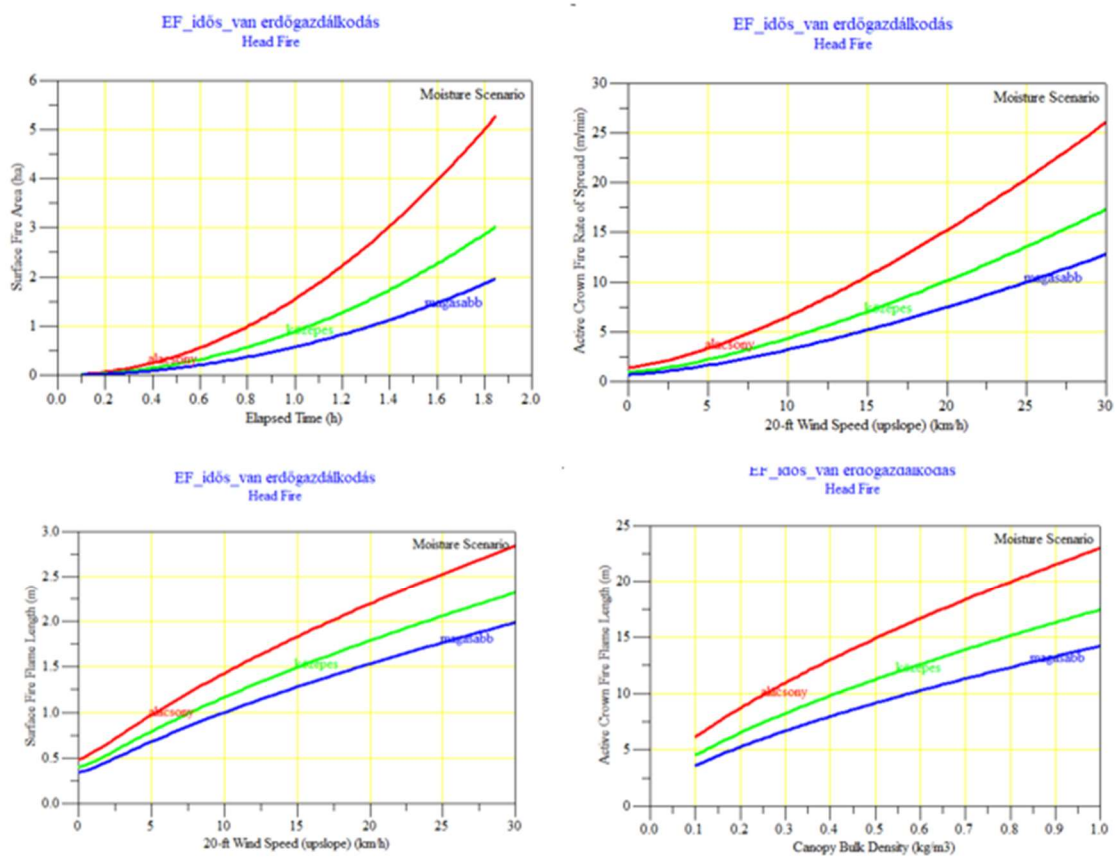 EF_idős_van erdőgazdálkodás
Head Fire
Moisture Scenario
Surface Fire Area (ha)
6
5
4
3
2
1
0
alacsony
közepes
magasabb
0.0 0.2 0.4 0.6 0.8 1.0 1.2 1.4 1.6 1.8 2.0
Elapsed Time (h)
EF_idős_van erdőgazdálkodás
Head Fire
Moisture Scenario
Active Crown Fire Rate of Spread (m/min)
30
25
20
15
10
5
0
alacsony
közepes
magasabb
0 5 10 15 20 25 30
20-ft Wind Speed (upslope) (km/h)
EF_idős_van erdőgazdálkodás
Head Fire
Moisture Scenario
Surface Fire Flame Length (m)
3.0
2.5
2.0
1.5
1.0
0.5
0.0
alacsony
közepes
magasabb
0 5 10 15 20 25 30
20-ft Wind Speed (upslope) (km/h)
EF_idős_van erdőgazdálkodás
Head Fire
Moisture Scenario
Active Crown Fire Flame Length (m)
25
20
15
10
5
0
alacsony
közepes
magasabb
0.0 0.1 0.2 0.3 0.4 0.5 0.6 0.7 0.8 0.9 1.0
Canopy Bulk Density (kg/m3)